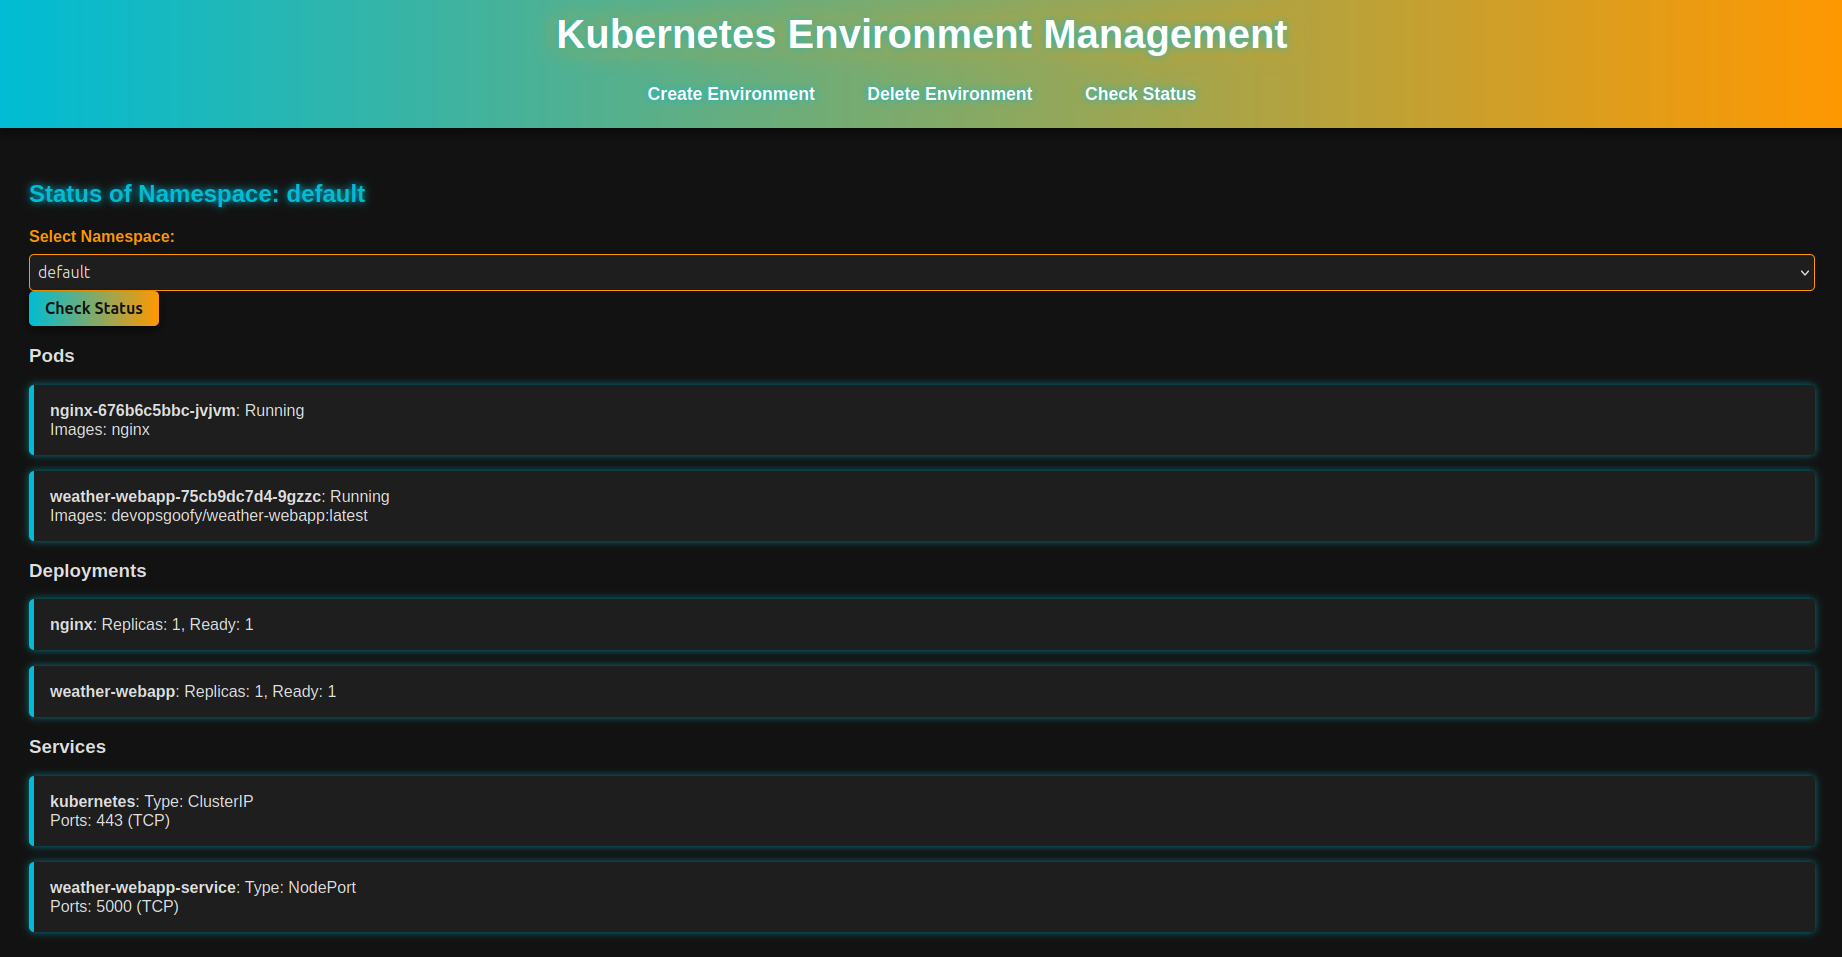 Kubernetes Environment Management
Create Environment Delete Environment Check Status
Status of Namespace: default
Select Namespace:
default
Check Status
Pods
nginx-676b6c5bbc-jvjvm: Running
Images: nginx
weather-webapp-75cb9dc7d4-9gzzc: Running
Images: devopsgoofy/weather-webapp:latest
Deployments
nginx: Replicas: 1, Ready: 1
weather-webapp: Replicas: 1, Ready: 1
Services
kubernetes: Type: ClusterIP
Ports: 443 (TCP)
weather-webapp-service: Type: NodePort
Ports: 5000 (TCP)